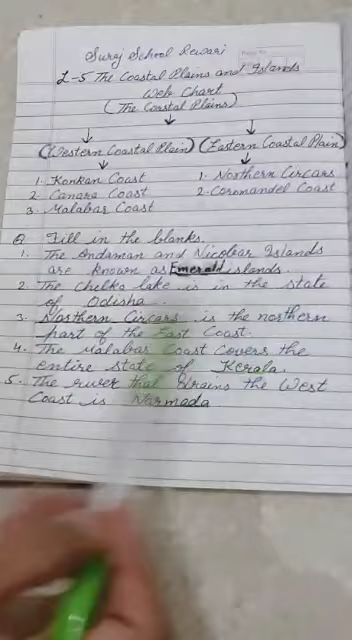 Suraj School Rewari
L-5 The Coastal Plains and Islands
Web Chart
(The Coastal Plains)
(Western Coastal Plain) (Eastern Coastal Plain)
1. Konkan Coast 1. Northern Circars
2. Canara Coast 2. Coromandel Coast
3. Malabar Coast
Q Fill in the blanks.
1. The Andaman and Nicobar Islands
are known as Emerald islands.
2. The Chelka lake is in the state
of Odisha.
3. Northern Circars is the northern
part of the East Coast.
4. The Malabar Coast covers the
entire state of Kerala.
5. The river that drains the West
Coast is Narmada